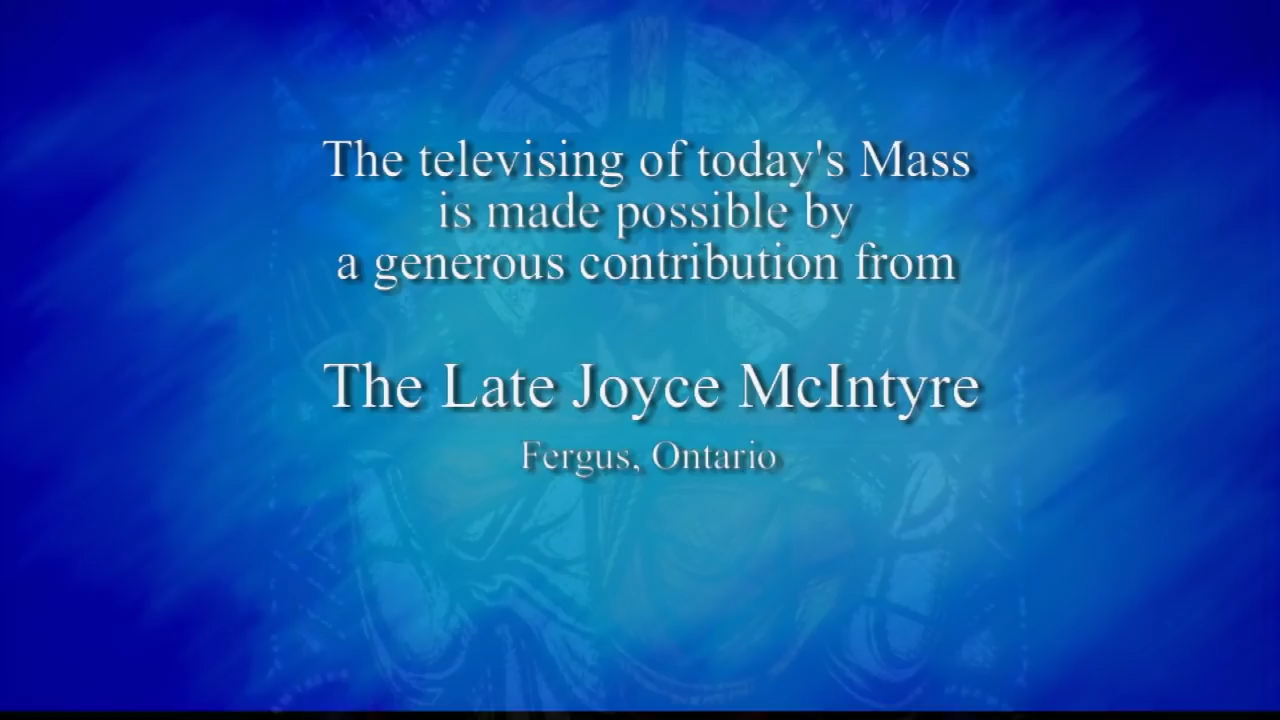 The televising of today's Mass
is made possible by
a generous contribution from
The Late Joyce McIntyre
Fergus, Ontario